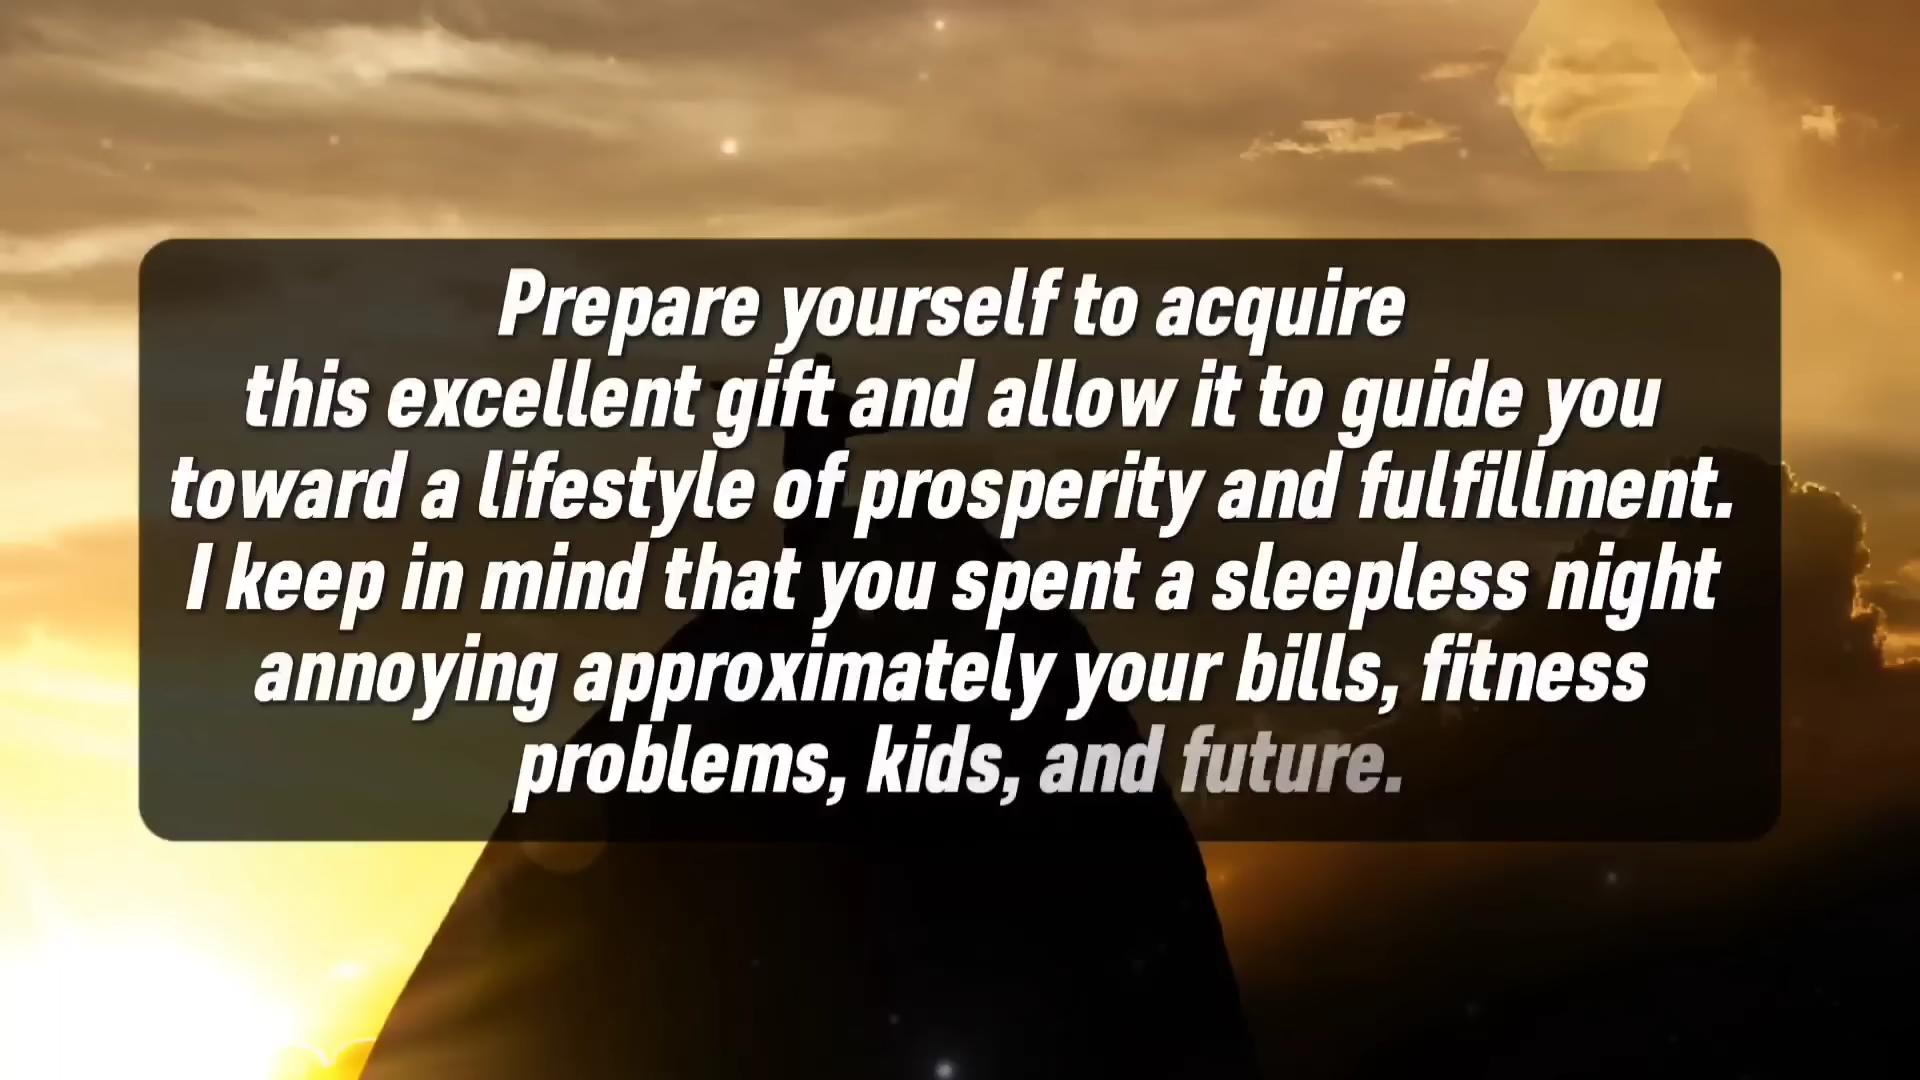 Prepare yourself to acquire
this excellent gift and allow it to guide you
toward a lifestyle of prosperity and fulfillment.
I keep in mind that you spent a sleepless night
annoying approximately your bills, fitness
problems, kids, and future.